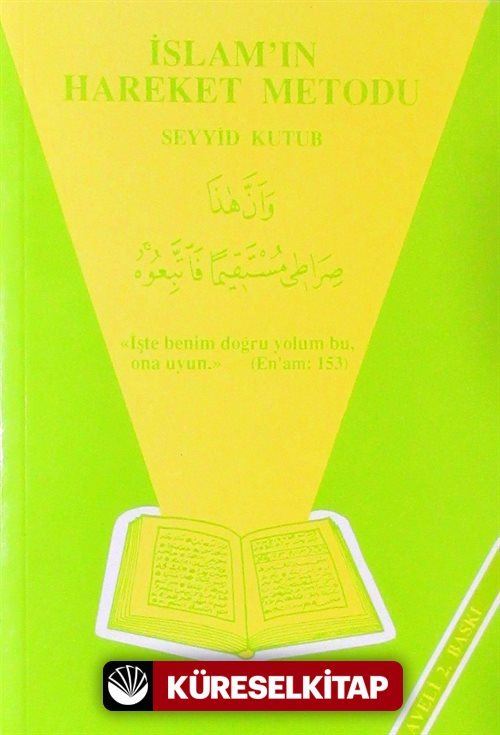 İSLAM'IN
HAREKET METODU
SEYYİD KUTUB
وَاَنَّ هٰذَا
صِرَاطِى مُسْتَقِيمًا فَاتَّبِعُوهُۚ
«İşte benim doğru yolum bu,
ona uyun.» (En'am: 153)
AVELİ 2. BASKI
KÜRESELKİTAP